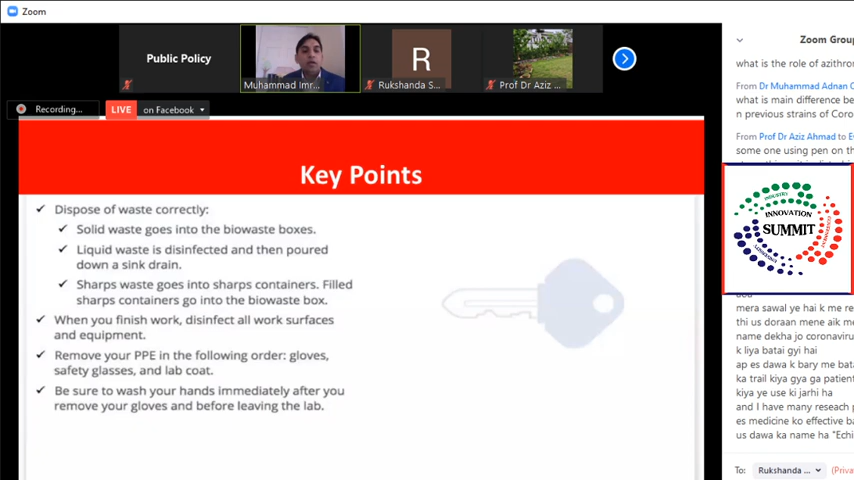 Zoom
Public Policy
Muhammad Imr...
R
Rukshanda S...
Prof Dr Aziz ...
Recording...
LIVE on Facebook
Key Points
Dispose of waste correctly:
Solid waste goes into the biowaste boxes.
Liquid waste is disinfected and then poured
down a sink drain.
Sharps waste goes into sharps containers. Filled
sharps containers go into the biowaste box.
When you finish work, disinfect all work surfaces
and equipment.
Remove your PPE in the following order: gloves,
safety glasses, and lab coat.
Be sure to wash your hands immediately after you
remove your gloves and before leaving the lab.
Zoom Group
what is the role of azithron
From Dr Muhammad Adnan
what is main difference be
n previous strains of Coro
From Prof Dr Aziz Ahmad to E
some one using pen on th
INDUSTRY
INNOVATION
SUMMIT
GOVERNMENT
UNIVERSITY
mera sawal ye hai k me re
thi us doraan mene aik me
name dekha jo coronaviru
k liya batai gyi hai
ap es dawa k bary me bata
ka trail kiya gya ga patient
kiya ye use ki jarhi ha
and I have many reseach p
es medicine ko effective ba
us dawa ka name ha "Echi
To: Rukshanda ... (Priva